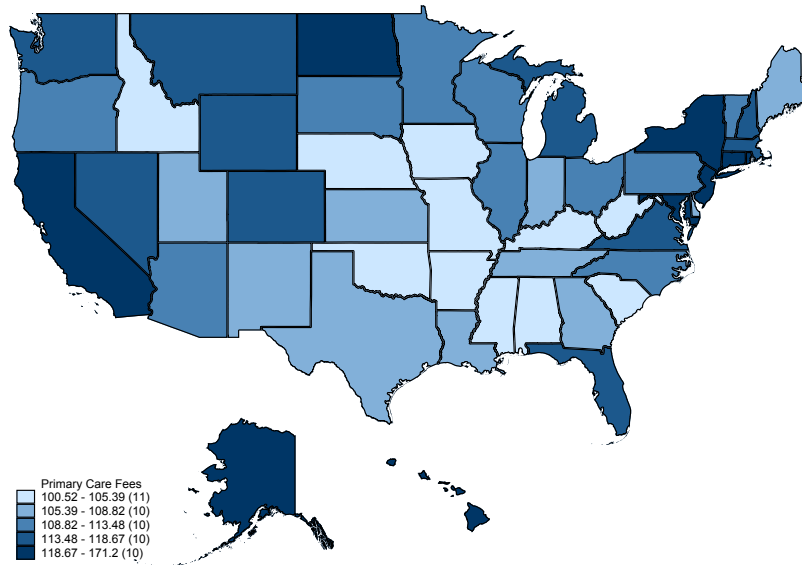 Primary Care Fees
100.52 - 105.39 (11)
105.39 - 108.82 (10)
108.82 - 113.48 (10)
113.48 - 118.67 (10)
118.67 - 171.2 (10)